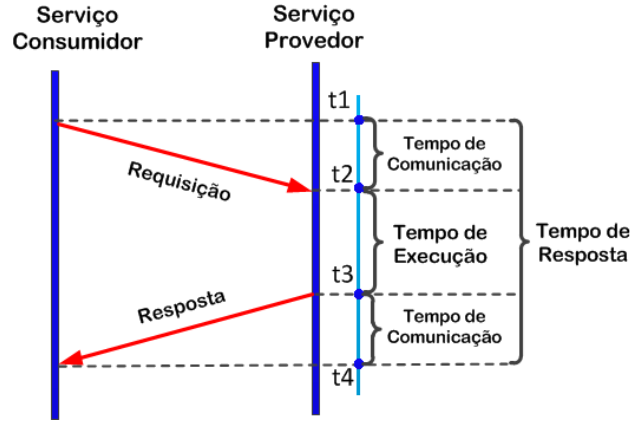 Serviço
Consumidor
Serviço
Provedor
t1
Tempo de
Comunicação
Requisição
t2
Tempo de
Execução
Tempo de
Resposta
t3
Resposta
Tempo de
Comunicação
t4